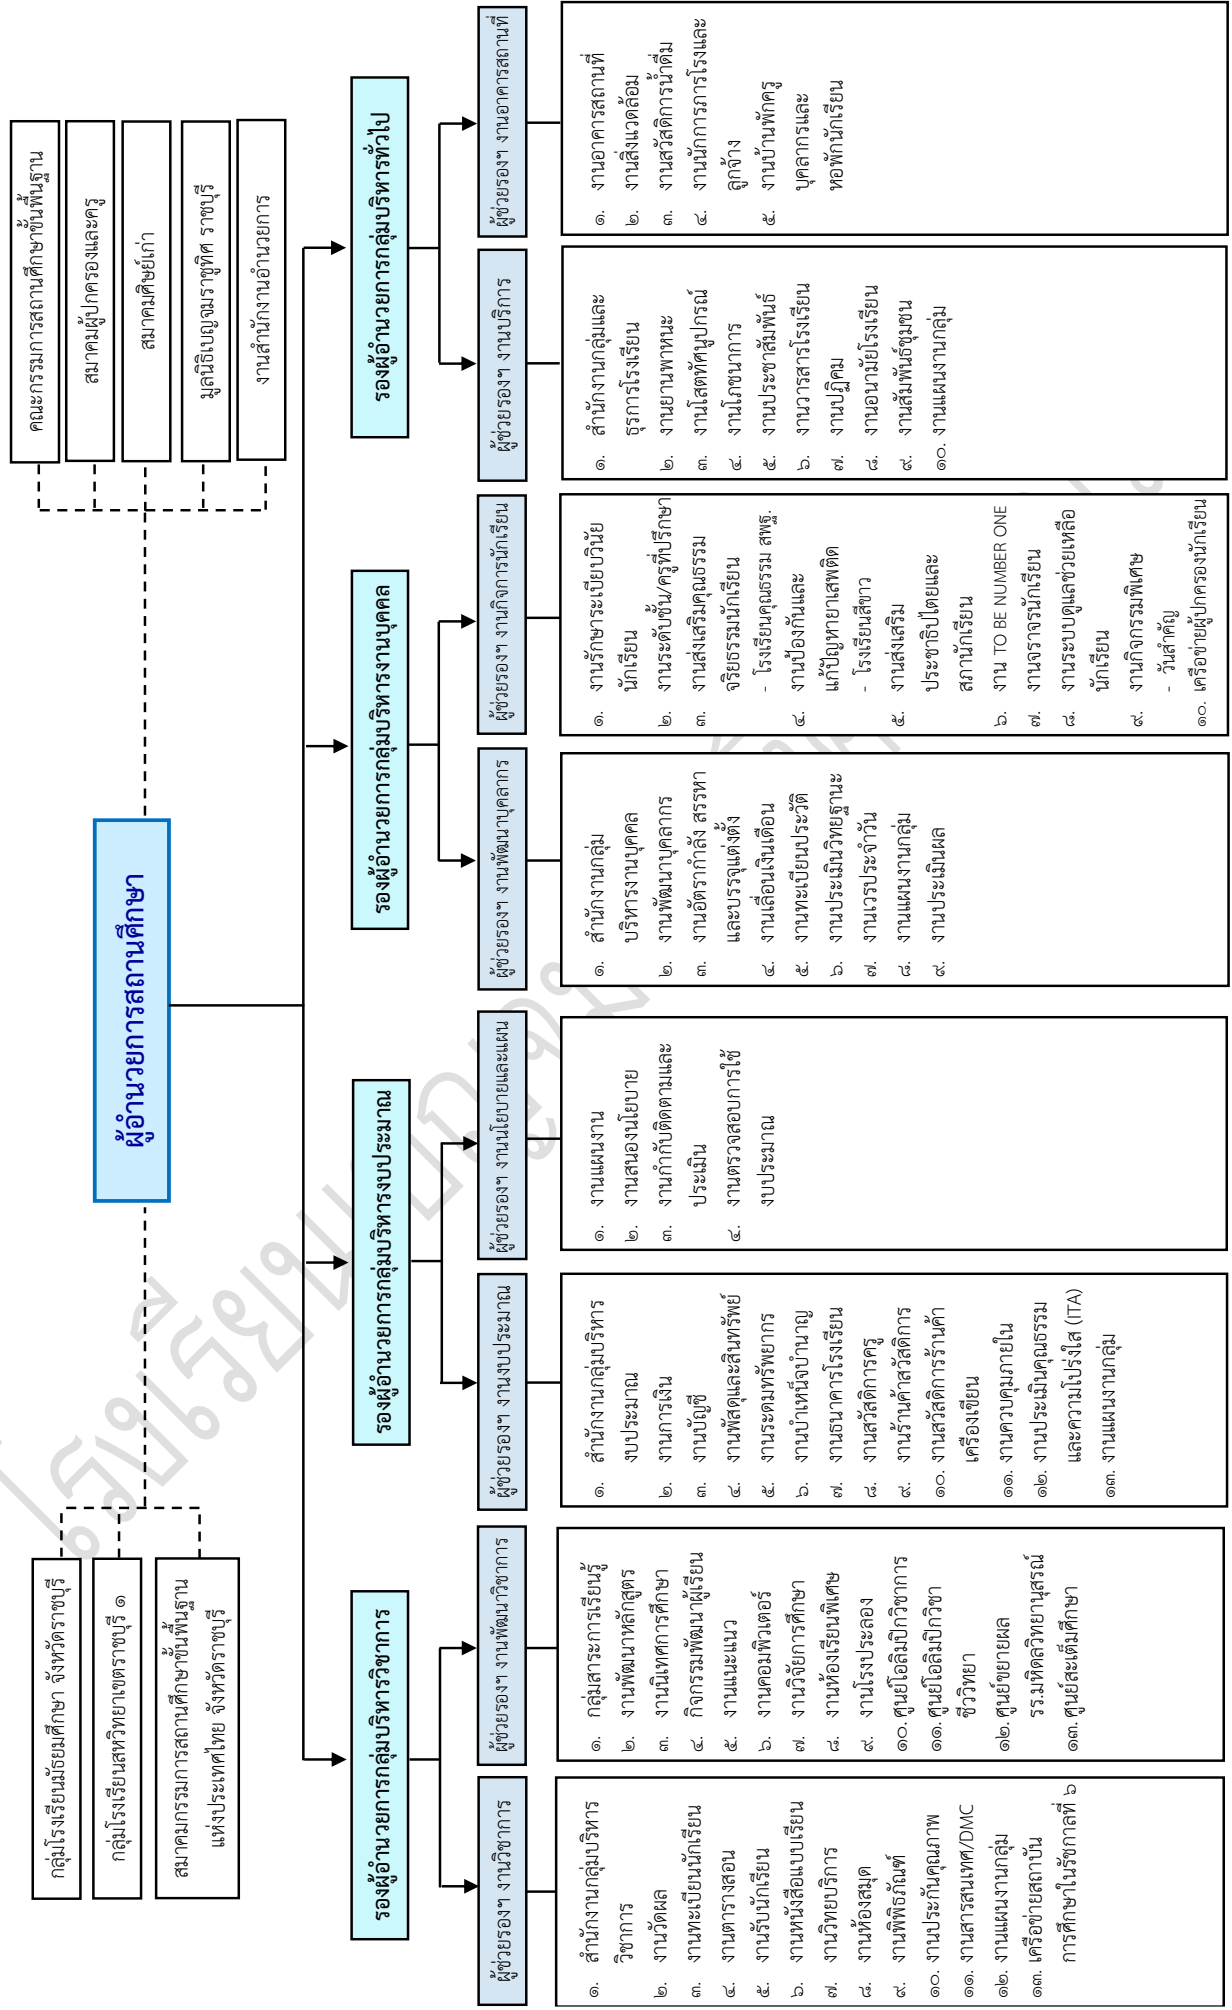 กลุ่มโรงเรียนมัธยมศึกษา จังหวัดราชบุรี
กลุ่มโรงเรียนสหวิทยาเขตราชบุรี ๑
สมาคมกรรมการสถานศึกษาขั้นพื้นฐาน
แห่งประเทศไทย จังหวัดราชบุรี
ผู้อำนวยการสถานศึกษา
คณะกรรมการสถานศึกษาขั้นพื้นฐาน
สมาคมผู้ปกครองและครู
สมาคมศิษย์เก่า
มูลนิธิเบญจมราชูทิศ ราชบุรี
งานสำนักงานอำนวยการ
รองผู้อำนวยการกลุ่มบริหารวิชาการ
รองผู้อำนวยการกลุ่มบริหารงบประมาณ
รองผู้อำนวยการกลุ่มบริหารงานบุคคล
รองผู้อำนวยการกลุ่มบริหารทั่วไป
ผู้ช่วยรองฯ งานวิชาการ
๑. สำนักงานกลุ่มบริหาร
วิชาการ
๒. งานวัดผล
๓. งานทะเบียนนักเรียน
๔. งานตารางสอน
๕. งานรับนักเรียน
๖. งานหนังสือแบบเรียน
๗. งานวิทยบริการ
๘. งานห้องสมุด
๙. งานพิพิธภัณฑ์
๑๐. งานประกันคุณภาพ
๑๑. งานสารสนเทศ/DMC
๑๒. งานแผนงานกลุ่ม
๑๓. เครือข่ายสถาบัน
การศึกษาในรัชกาลที่ ๖
ผู้ช่วยรองฯ งานพัฒนาวิชาการ
๑. กลุ่มสาระการเรียนรู้
๒. งานพัฒนาหลักสูตร
๓. งานนิเทศการศึกษา
๔. กิจกรรมพัฒนาผู้เรียน
๕. งานแนะแนว
๖. งานคอมพิวเตอร์
๗. งานวิจัยการศึกษา
๘. งานห้องเรียนพิเศษ
๙. งานโรงประลอง
๑๐. ศูนย์โอลิมปิกวิชาการ
๑๑. ศูนย์โอลิมปิกวิชา
ชีววิทยา
๑๒. ศูนย์ขยายผล
รร.มหิดลวิทยานุสรณ์
๑๓. ศูนย์สะเต็มศึกษา
ผู้ช่วยรองฯ งานงบประมาณ
๑. สำนักงานกลุ่มบริหาร
งบประมาณ
๒. งานการเงิน
๓. งานบัญชี
๔. งานพัสดุและสินทรัพย์
๕. งานระดมทรัพยากร
๖. งานบำเหน็จบำนาญ
๗. งานธนาคารโรงเรียน
๘. งานสวัสดิการครู
๙. งานร้านค้าสวัสดิการ
๑๐. งานสวัสดิการร้านค้า
เครื่องเขียน
๑๑. งานควบคุมภายใน
๑๒. งานประเมินคุณธรรม
และความโปร่งใส (ITA)
๑๓. งานแผนงานกลุ่ม
ผู้ช่วยรองฯ งานนโยบายและแผน
๑. งานแผนงาน
๒. งานสนองนโยบาย
๓. งานกำกับติดตามและ
ประเมิน
๔. งานตรวจสอบการใช้
งบประมาณ
ผู้ช่วยรองฯ งานพัฒนาบุคลากร
๑. สำนักงานกลุ่ม
บริหารงานบุคคล
๒. งานพัฒนาบุคลากร
๓. งานอัตรากำลัง สรรหา
และบรรจุแต่งตั้ง
๔. งานเลื่อนเงินเดือน
๕. งานทะเบียนประวัติ
๖. งานประเมินวิทยฐานะ
๗. งานเวรประจำวัน
๘. งานแผนงานกลุ่ม
๙. งานประเมินผล
ผู้ช่วยรองฯ งานกิจการนักเรียน
๑. งานรักษาระเบียบวินัย
นักเรียน
๒. งานระดับชั้น/ครูที่ปรึกษา
๓. งานส่งเสริมคุณธรรม
จริยธรรมนักเรียน
- โรงเรียนคุณธรรม สพฐ.
๔. งานป้องกันและ
แก้ปัญหายาเสพติด
- โรงเรียนสีขาว
๕. งานส่งเสริม
ประชาธิปไตยและ
สภานักเรียน
๖. งาน TO BE NUMBER ONE
๗. งานจราจรนักเรียน
๘. งานระบบดูแลช่วยเหลือ
นักเรียน
๙. งานกิจกรรมพิเศษ
- วันสำคัญ
๑๐. เครือข่ายผู้ปกครองนักเรียน
ผู้ช่วยรองฯ งานบริการ
๑. สำนักงานกลุ่มและ
ธุรการโรงเรียน
๒. งานยานพาหนะ
๓. งานโสตทัศนูปกรณ์
๔. งานโภชนาการ
๕. งานประชาสัมพันธ์
๖. งานวารสารโรงเรียน
๗. งานปฏิคม
๘. งานอนามัยโรงเรียน
๙. งานสัมพันธ์ชุมชน
๑๐. งานแผนงานกลุ่ม
ผู้ช่วยรองฯ งานอาคารสถานที่
๑. งานอาคารสถานที่
๒. งานสิ่งแวดล้อม
๓. งานสวัสดิการน้ำดื่ม
๔. งานนักการภารโรงและ
ลูกจ้าง
๕. งานบ้านพักครู
บุคลากรและ
หอพักนักเรียน